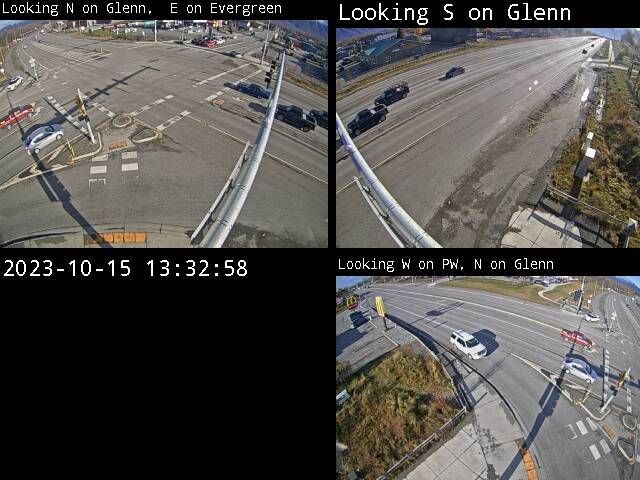 Looking N on Glenn,  E on Evergreen
Looking S on Glenn
2023-10-15 13:32:58
Looking W on PW, N on Glenn